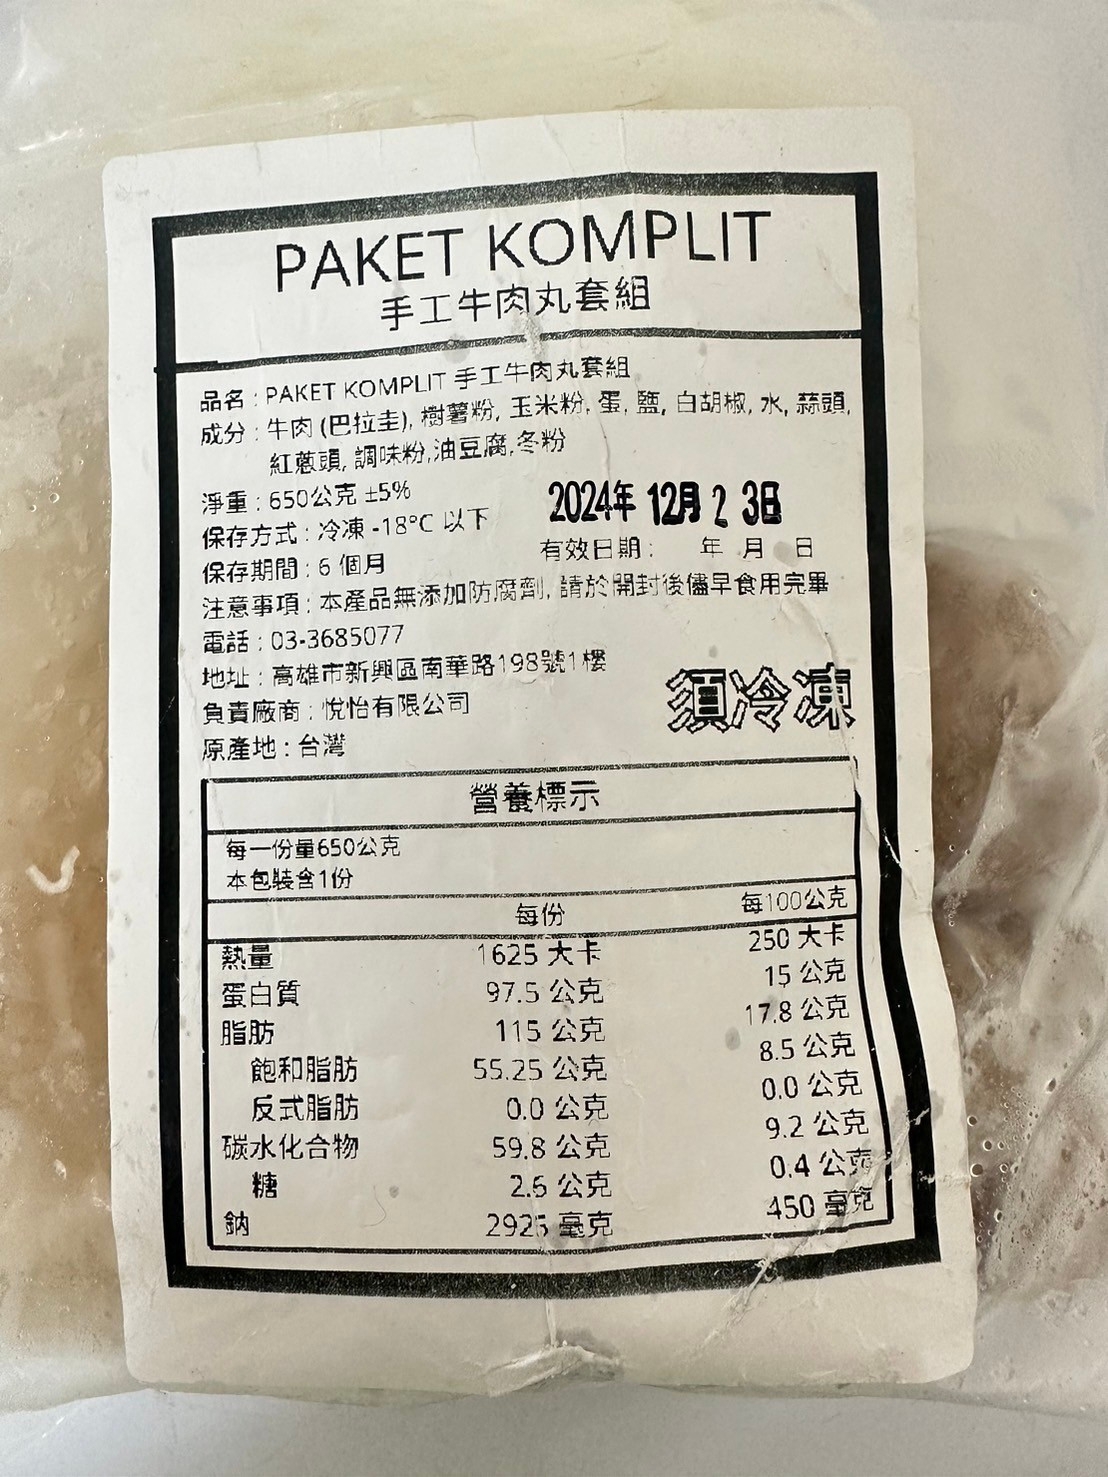 PAKET KOMPLIT
手工牛肉丸套組
品名 : PAKET KOMPLIT 手工牛肉丸套組
成分 : 牛肉 (巴拉圭), 樹薯粉, 玉米粉, 蛋, 鹽, 白胡椒, 水, 蒜頭,
紅蔥頭, 調味粉,油豆腐,冬粉
淨重 : 650公克 ±5%
2024年 12月 2 3日
保存方式 : 冷凍 -18°C 以下
有效日期 : 年 月 日
保存期間 : 6 個月
注意事項 : 本產品無添加防腐劑, 請於開封後儘早食用完畢
電話 : 03-3685077
地址 : 高雄市新興區南華路198號1樓
須冷凍
負責廠商 : 悅怡有限公司
原產地 : 台灣
營養標示
每一份量650公克
本包裝含1份
每份 每100公克
熱量 1625 大卡 250 大卡
蛋白質 97.5 公克 15 公克
脂肪 115 公克 17.8 公克
飽和脂肪 55.25 公克 8.5 公克
反式脂肪 0.0 公克 0.0 公克
碳水化合物 59.8 公克 9.2 公克
糖 2.6 公克 0.4 公克
鈉 2925 毫克 450 毫克